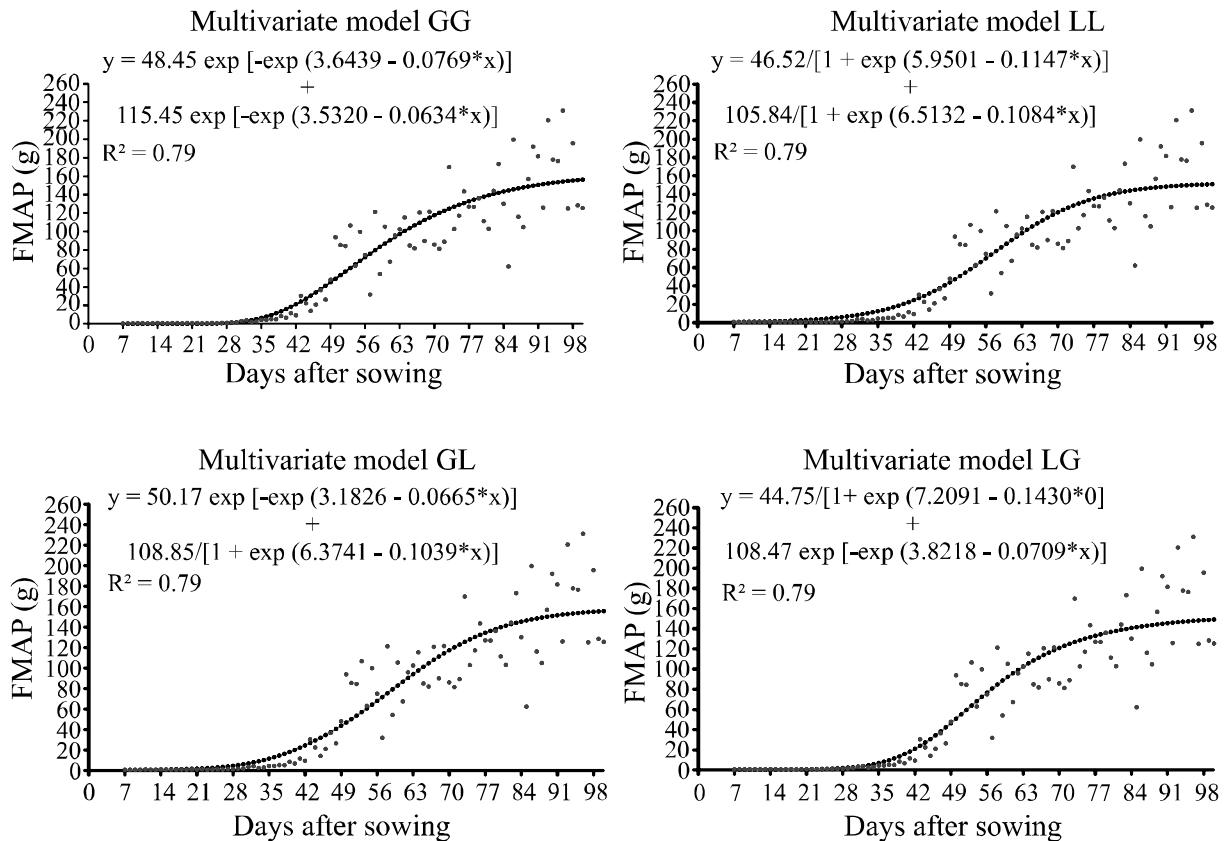 Multivariate model GG
y = 48.45 exp [-exp (3.6439 - 0.0769*x)]
+
115.45 exp [-exp (3.5320 - 0.0634*x)]
R² = 0.79
FMAP (g)
260
240
220
200
180
160
140
120
100
80
60
40
20
0
0 7 14 21 28 35 42 49 56 63 70 77 84 91 98
Days after sowing
Multivariate model LL
y = 46.52/[1 + exp (5.9501 - 0.1147*x)]
+
105.84/[1 + exp (6.5132 - 0.1084*x)]
R² = 0.79
FMAP (g)
260
240
220
200
180
160
140
120
100
80
60
40
20
0
0 7 14 21 28 35 42 49 56 63 70 77 84 91 98
Days after sowing
Multivariate model GL
y = 50.17 exp [-exp (3.1826 - 0.0665*x)]
+
108.85/[1 + exp (6.3741 - 0.1039*x)]
R² = 0.79
FMAP (g)
260
240
220
200
180
160
140
120
100
80
60
40
20
0
0 7 14 21 28 35 42 49 56 63 70 77 84 91 98
Days after sowing
Multivariate model LG
y = 44.75/[1+ exp (7.2091 - 0.1430*0]
+
108.47 exp [-exp (3.8218 - 0.0709*x)]
R² = 0.79
FMAP (g)
260
240
220
200
180
160
140
120
100
80
60
40
20
0
0 7 14 21 28 35 42 49 56 63 70 77 84 91 98
Days after sowing